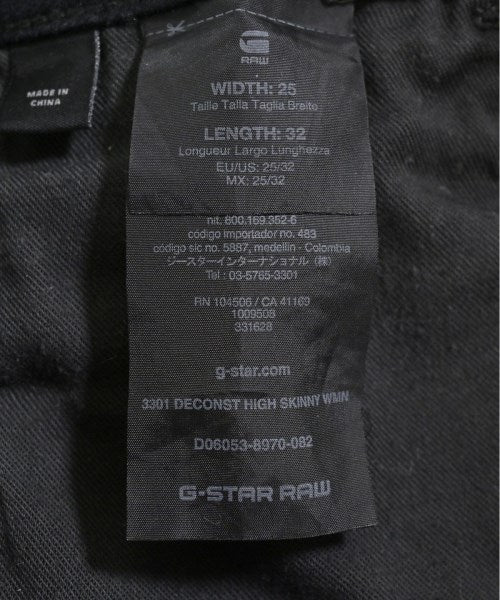 MADE IN
CHINA
RAW
WIDTH: 25
Taille Talla Taglia Breite
LENGTH: 32
Longueur Largo Lunghezza
EU/US: 25/32
MX: 25/32
nit. 800.169.352-6
código importador no. 483
código sic no. 5887, medellin - Colombia
ジースターインターナショナル (株)
Tel : 03-5765-3301
RN 104506 / CA 41169
1009508
331628
g-star.com
3301 DECONST HIGH SKINNY WMN
D06053-8970-082
G-STAR RAW